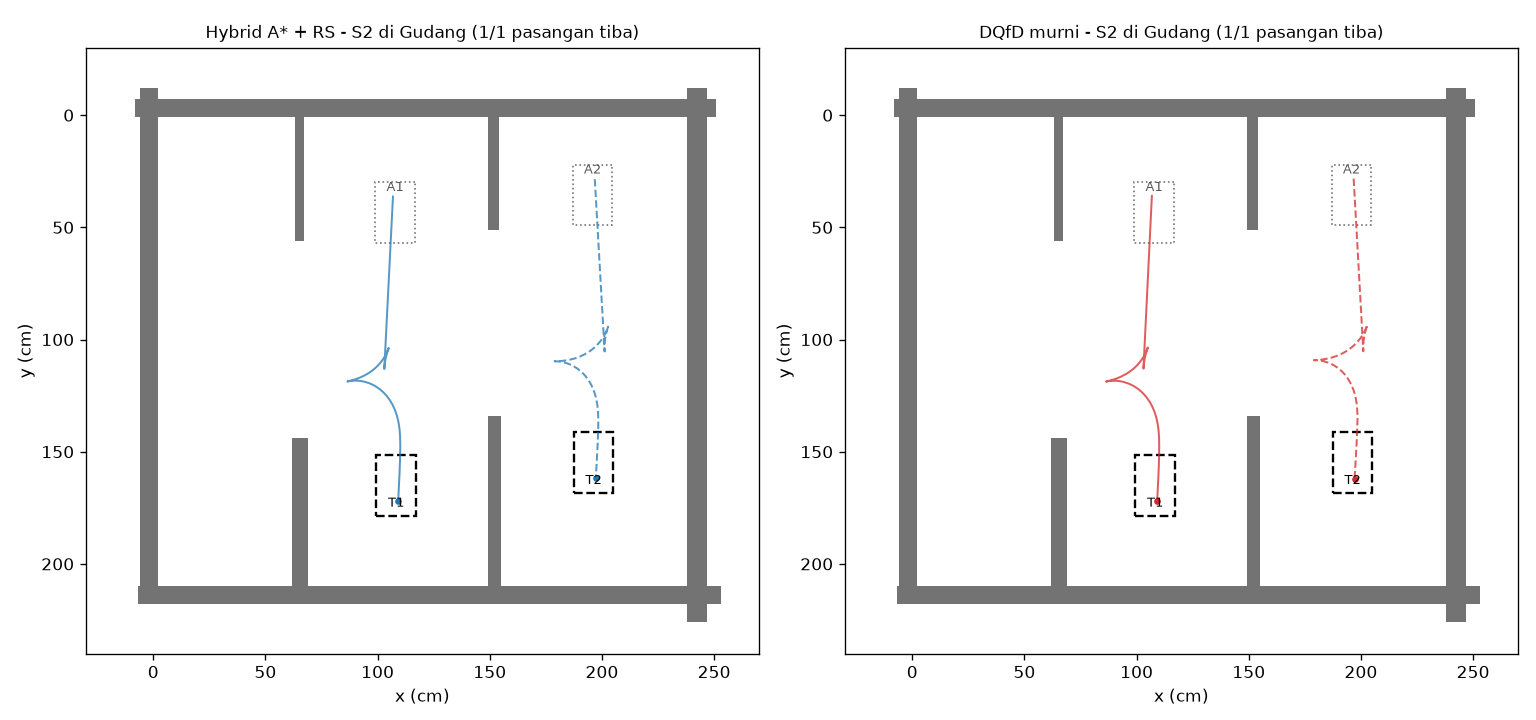 Hybrid A* + RS - S2 di Gudang (1/1 pasangan tiba)
A1
A2
T1
T2
0
50
100
150
200
y (cm)
0
50
100
150
200
250
x (cm)
DQfD murni - S2 di Gudang (1/1 pasangan tiba)
A1
A2
T1
T2
0
50
100
150
200
y (cm)
0
50
100
150
200
250
x (cm)